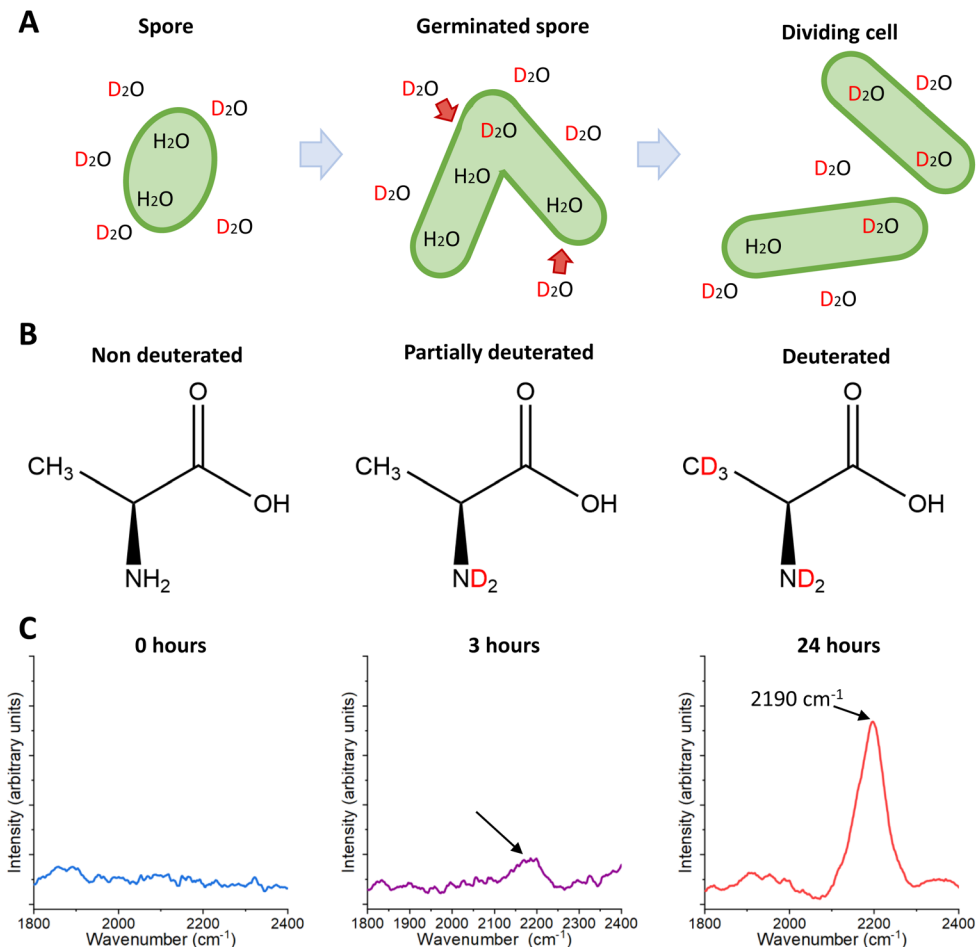 A
Spore
Germinated spore
Dividing cell
D2O
D2O
D2O
D2O
D2O
H2O
H2O
D2O
D2O
D2O
D2O
D2O
D2O
H2O
H2O
H2O
D2O
D2O
D2O
D2O
H2O
D2O
D2O
D2O
B
Non deuterated
Partially deuterated
Deuterated
O
CH3
OH
NH2
O
CH3
OH
ND2
O
CD3
OH
ND2
C
0 hours
3 hours
24 hours
Intensity (arbitrary units)
1800 2000 2200 2400
Wavenumber (cm-1)
Intensity (arbitrary units)
1800 1900 2000 2100 2200 2300 2400
Wavenumber (cm-1)
2190 cm-1
Intensity (arbitrary units)
1800 2000 2200 2400
Wavenumber (cm-1)